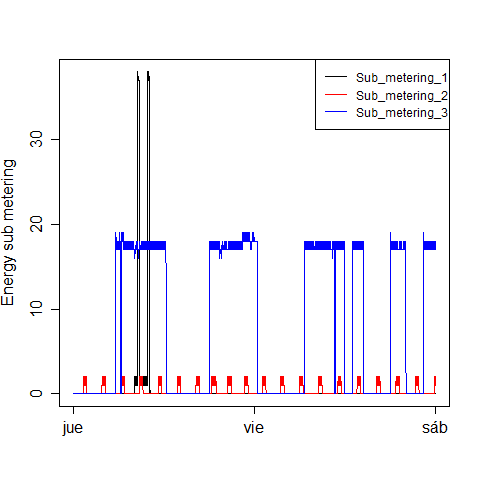 Sub_metering_1
Sub_metering_2
Sub_metering_3
Energy sub metering
30
20
10
0
jue vie sáb